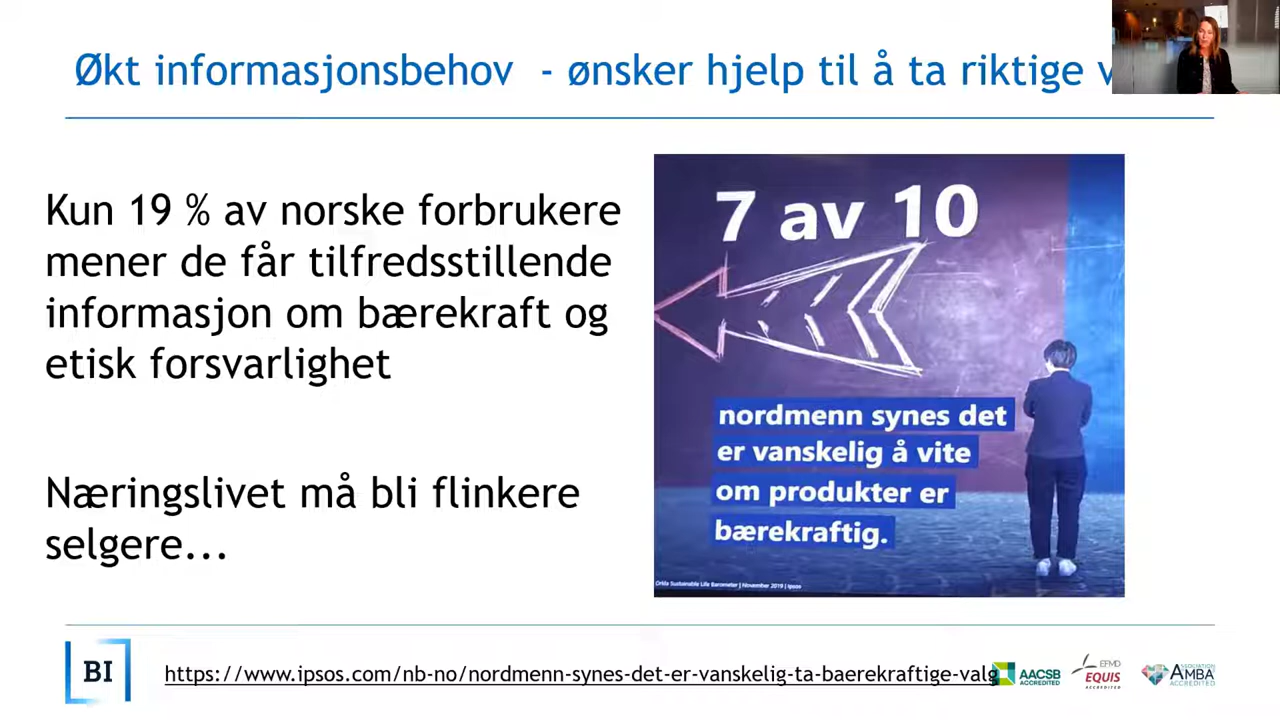 Økt informasjonsbehov - ønsker hjelp til å ta riktige
Kun 19 % av norske forbrukere
mener de får tilfredsstillende
informasjon om bærekraft og
etisk forsvarlighet
Næringslivet må bli flinkere
selgere...
7 av 10
nordmenn synes det
er vanskelig å vite
om produkter er
bærekraftig.
Orkla Sustainable Life Barometer | November 2019 | Ipsos
BI
https://www.ipsos.com/nb-no/nordmenn-synes-det-er-vanskelig-ta-baerekraftige-valg
AACSB
ACCREDITED
EFMD
EQUIS
ACCREDITED
ASSOCIATION
AMBA
ACCREDITED